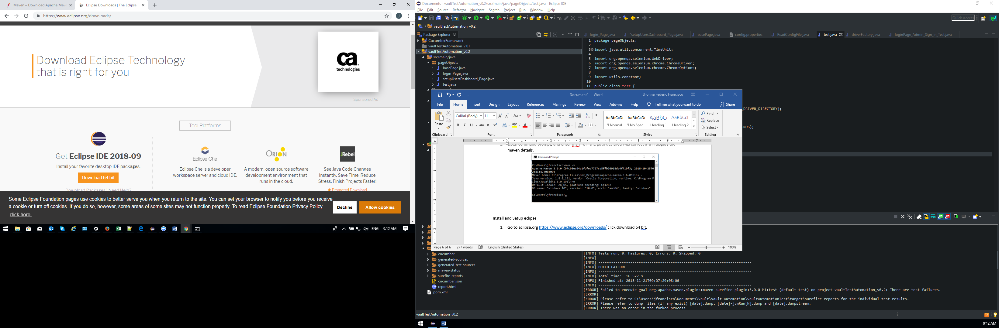 Maven – Download Apache Mav
Eclipse Downloads | The Eclipse F
https://www.eclipse.org/downloads/
Download Eclipse Technology
that is right for you
ca
technologies
Sponsored Ad
Tool Platforms
Get Eclipse IDE 2018-09
Install your favorite desktop IDE packages.
Download 64 bit
Download Packages | Need Help?
Eclipse Che
Eclipse Che is a developer
workspace server and cloud IDE.
ORION
A modern, open source software
development environment that
runs in the cloud.
JRebel
See Java Code Changes
Instantly. Save Time. Reduce
Stress. Finish Projects Faster!
Promoted Download
Some Eclipse Foundation pages use cookies to better serve you when you return to the site. You can set your browser to notify you before you receive
a cookie or turn off cookies. If you do so, however, some areas of some sites may not function properly. To read Eclipse Foundation Privacy Policy
click here.
Decline
Allow cookies
ENG
9:12 AM
Documents - vaultTestAutomation_v0.2/src/main/java/pageObjects/test.java - Eclipse IDE
File Edit Source Refactor Navigate Search Project Run Window Help
Quick Access
vaultTestAutomation_v0.2
Package Explorer
CucumberFramework
vaultTestAutomation_v.01
vaultTestAutomation_v0.2
src/main/java
pageObjects
basePage.java
login_Page.java
setupUsersDashboard_Page.java
test.java
login_Page.java
*setupUsersDashboard_Page.java
basePage.java
config.properties
ReadConfigFile.java
test.java
driverFactory.java
loginPage_Admin_Sign_In_Test.java
1 package pageObjects;
2
3 import java.util.concurrent.TimeUnit;
4
5 import org.openqa.selenium.WebDriver;
6 import org.openqa.selenium.chrome.ChromeDriver;
7 import org.openqa.selenium.chrome.ChromeOptions;
8
9 import utils.constant;
10
11 public class test {
_DRIVER_DIRECTORY);
ONDS);
Document1 - Word
Jhonne Federic Francisco
File Home Insert Design Layout References Mailings Review View Add-ins Help Tell me what you want to do Share
Paste
Clipboard
Calibri (Body) 11
Font
Paragraph
AaBbCcDc AaBbCcDc AaBbCc AaBbCcE
¶ Normal ¶ No Spac... Heading 1 Heading 2
Styles
Find
Replace
Select
Editing
Open command prompt, and enter mvn -v, if the path declared was correct it will display the
maven details.
Command Prompt
C:\Users\jfrancisco>mvn -v
Apache Maven 3.6.0 (97c98ec64a1fdfee7767ce5ffb20918da4f719f3; 2018-10-25T0
2:41:47+08:00)
Maven home: C:\Program Files\Dev_Programs\apache-maven-3.6.0\bin\..
Java version: 1.8.0_191, vendor: Oracle Corporation, runtime: C:\Program F
iles\Java\jdk1.8.0_191\jre
Default locale: en_US, platform encoding: Cp1252
OS name: "windows 10", version: "10.0", arch: "amd64", family: "windows"
C:\Users\jfrancisco>
Install and Setup eclipse
1. Go to eclipse.org https://www.eclipse.org/downloads/ click download 64 bit.
Page 6 of 6 277 words English (United States) 100%
cucumber
generated-sources
generated-test-sources
maven-status
surefire-reports
cucumber.json
report.html
pom.xml
[INFO] Tests run: 0, Failures: 0, Errors: 0, Skipped: 0
[INFO]
[INFO] ------------------------------------------------------------------------
[INFO] BUILD FAILURE
[INFO] ------------------------------------------------------------------------
[INFO] Total time: 16.527 s
[INFO] Finished at: 2018-11-21T09:07:29+08:00
[INFO] ------------------------------------------------------------------------
[ERROR] Failed to execute goal org.apache.maven.plugins:maven-surefire-plugin:3.0.0-M1:test (default-test) on project vaultTestAutomation_v0.2: There are test failures.
[ERROR]
[ERROR] Please refer to C:\Users\jfrancisco\Documents\Vault\Vault Automation\vaultAutomationTest\target\surefire-reports for the individual test results.
[ERROR] Please refer to dump files (if any exist) [date].dump, [date]-jvmRun[N].dump and [date].dumpstream.
[ERROR] There was an error in the forked process
vaultTestAutomation_v0.2
9:12 AM